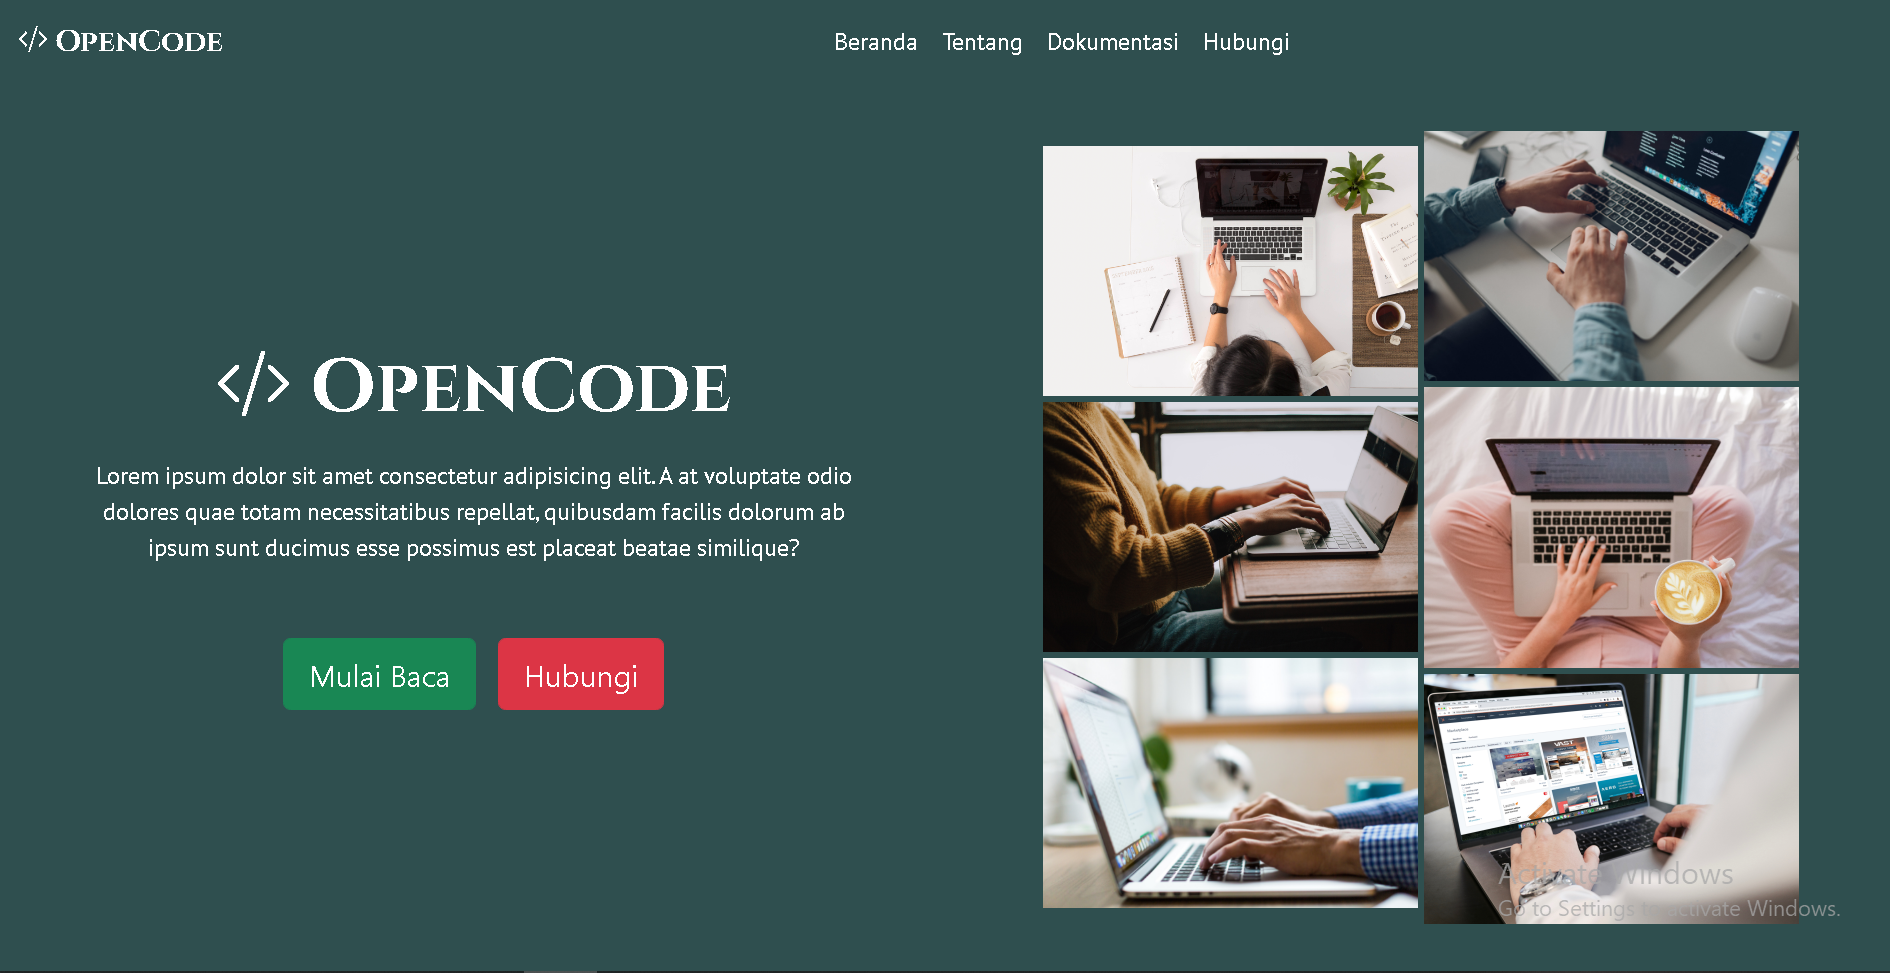 </> OpenCode
Beranda Tentang Dokumentasi Hubungi
</> OpenCode
Lorem ipsum dolor sit amet consectetur adipisicing elit. A at voluptate odio
dolores quae totam necessitatibus repellat, quibusdam facilis dolorum ab
ipsum sunt ducimus esse possimus est placeat beatae similique?
Mulai Baca Hubungi
Activate Windows
Go to Settings to activate Windows.